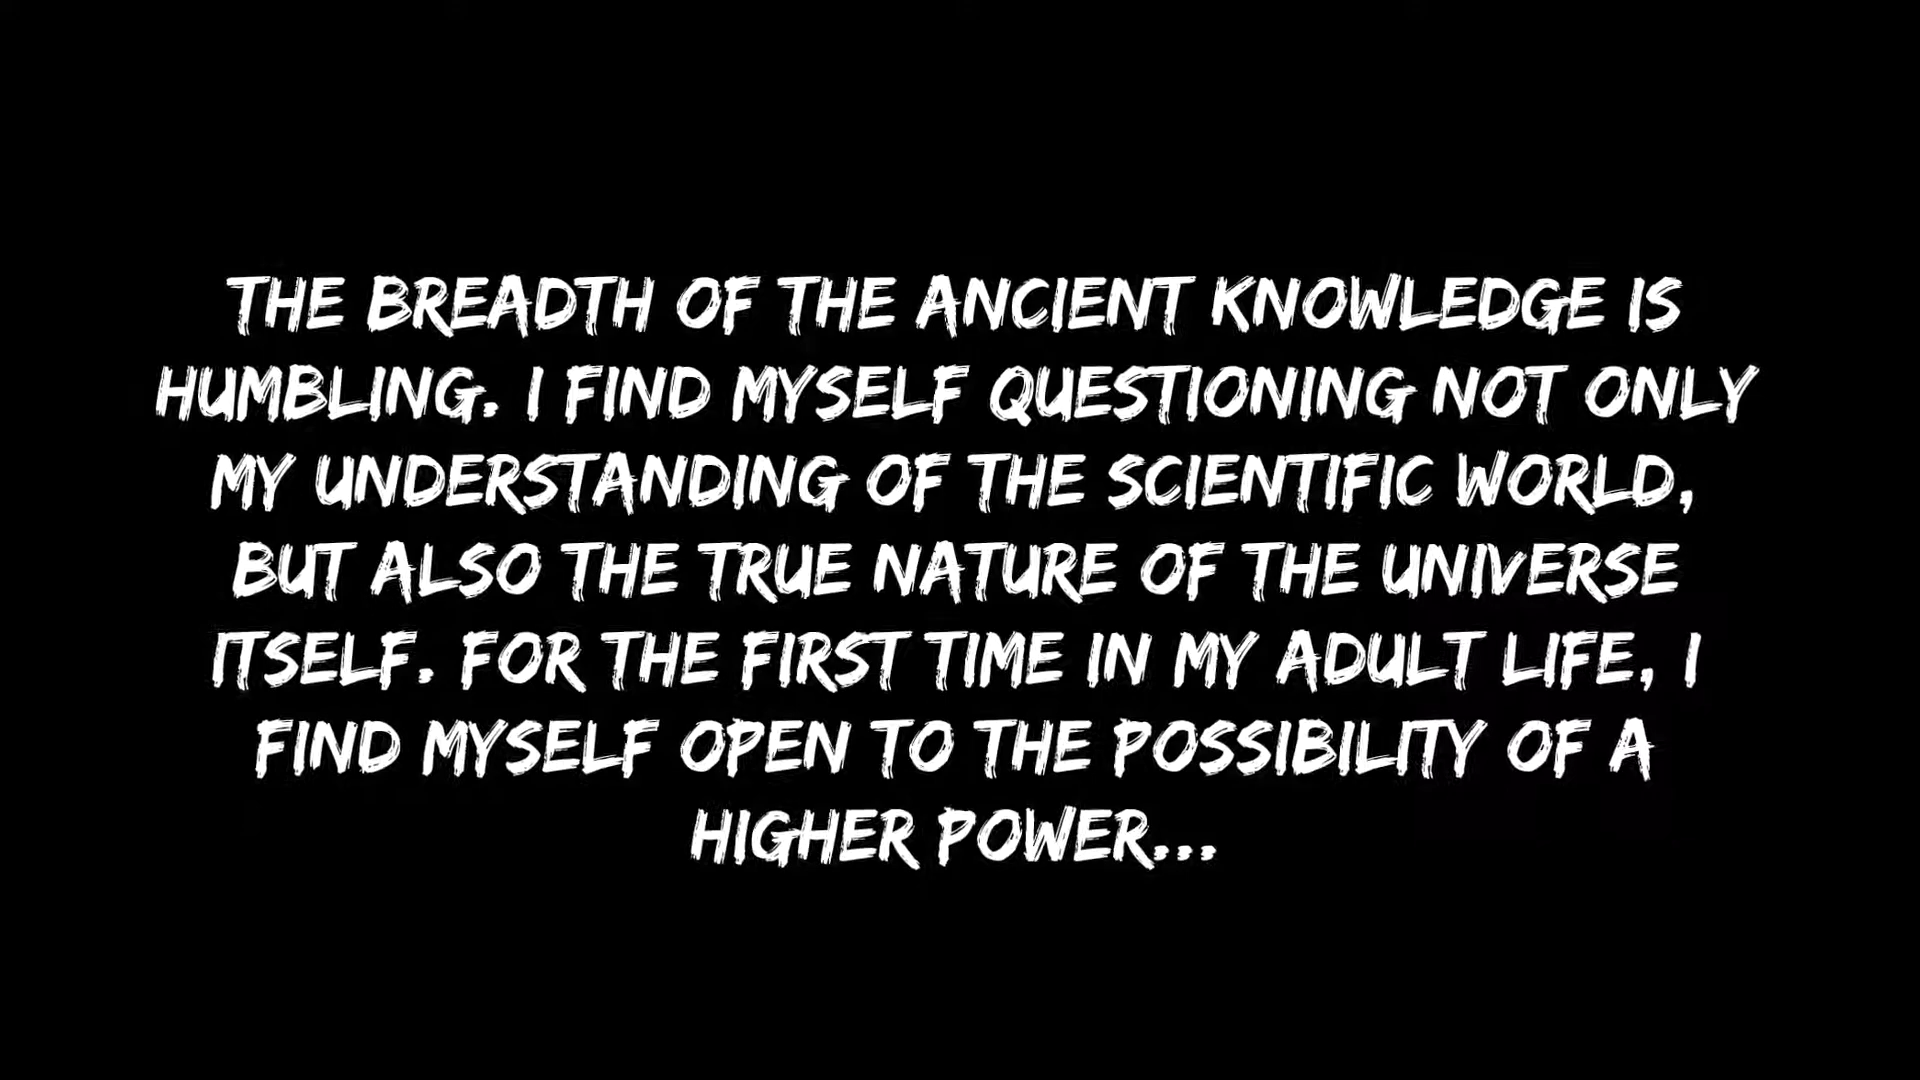 THE BREADTH OF THE ANCIENT KNOWLEDGE IS
HUMBLING. I FIND MYSELF QUESTIONING NOT ONLY
MY UNDERSTANDING OF THE SCIENTIFIC WORLD,
BUT ALSO THE TRUE NATURE OF THE UNIVERSE
ITSELF. FOR THE FIRST TIME IN MY ADULT LIFE, I
FIND MYSELF OPEN TO THE POSSIBILITY OF A
HIGHER POWER...